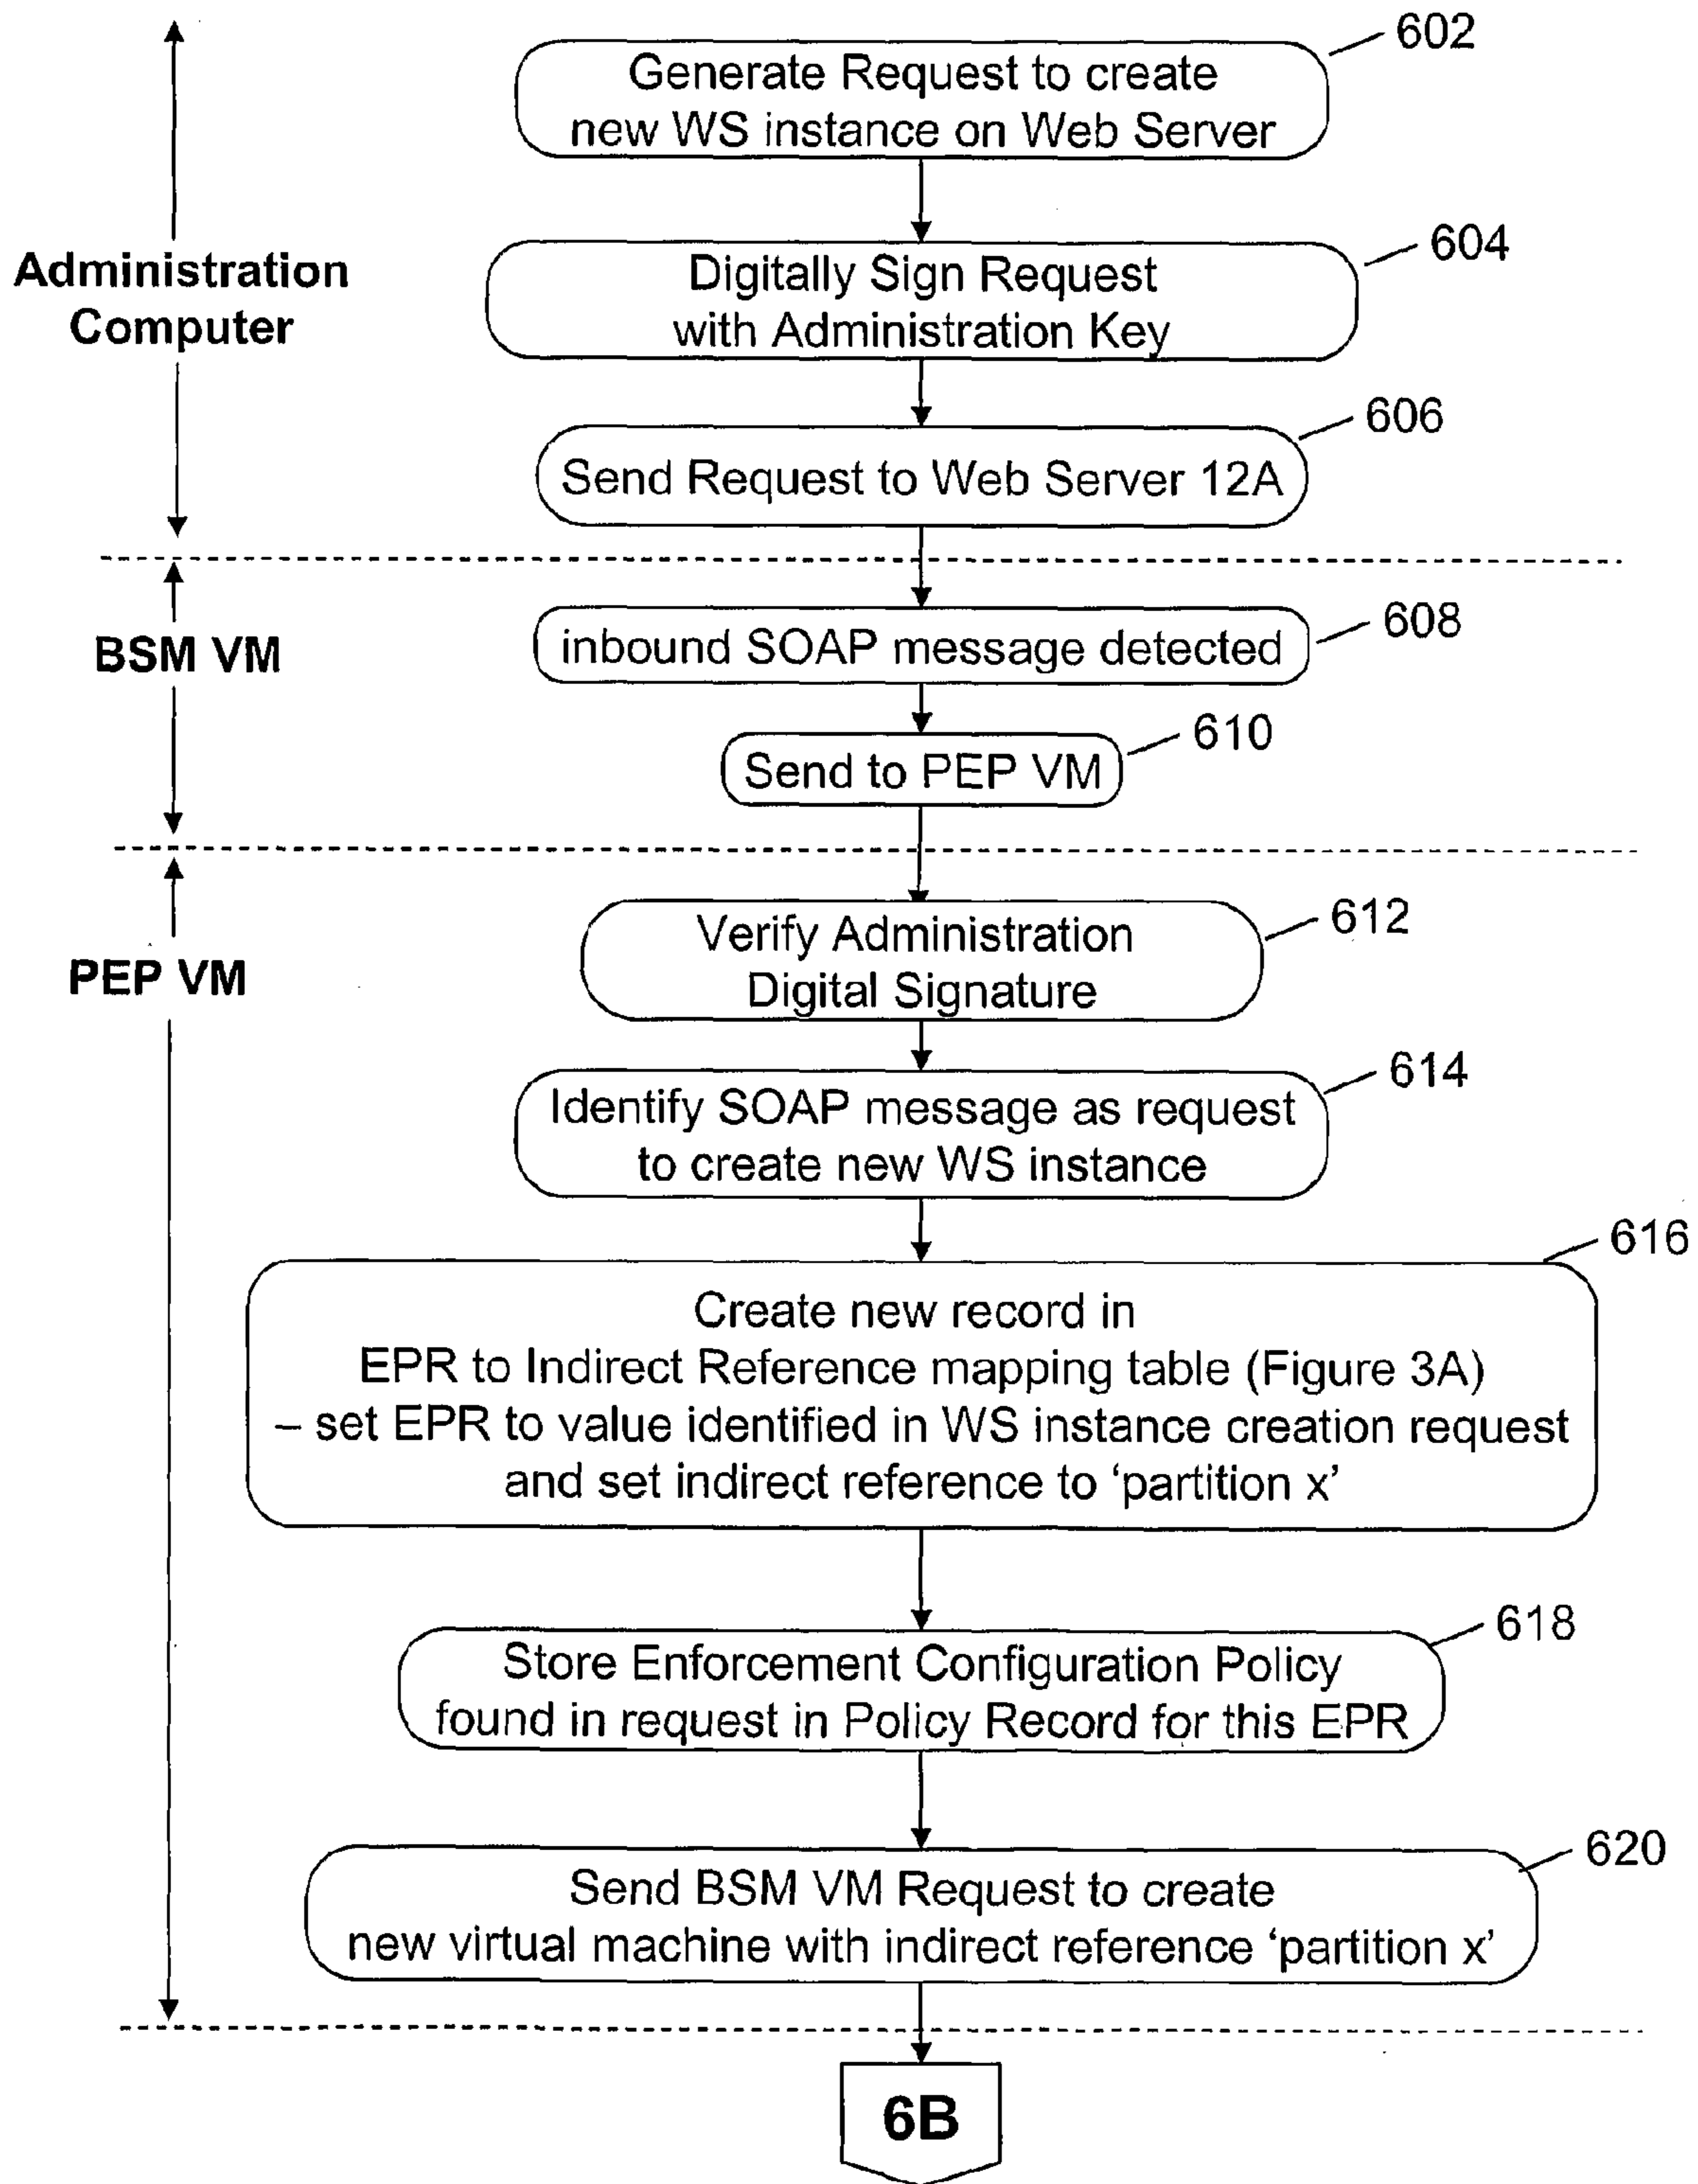 602
Generate Request to create
new WS instance on Web Server
604
Digitally Sign Request
with Administration Key
Administration
Computer
606
Send Request to Web Server 12A
608
inbound SOAP message detected
BSM VM
610
Send to PEP VM
612
Verify Administration
Digital Signature
PEP VM
614
Identify SOAP message as request
to create new WS instance
616
Create new record in
EPR to Indirect Reference mapping table (Figure 3A)
– set EPR to value identified in WS instance creation request
and set indirect reference to ‘partition x’
618
Store Enforcement Configuration Policy
found in request in Policy Record for this EPR
620
Send BSM VM Request to create
new virtual machine with indirect reference ‘partition x’
6B